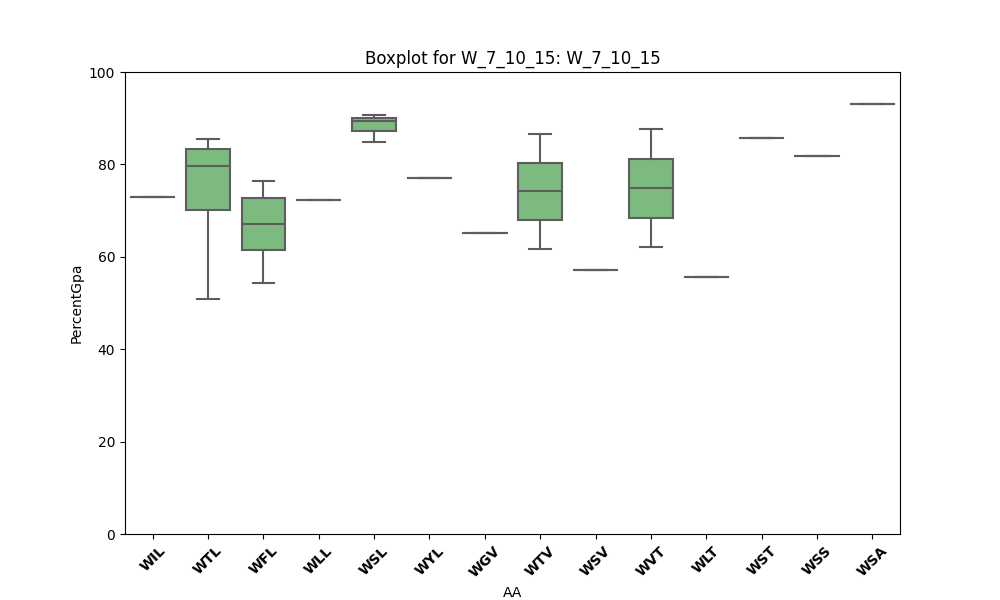 Boxplot for W_7_10_15: W_7_10_15
100
80
60
40
20
0
PercentGpa
WIL WTL WFL WLL WSL WYL WGV WTV WSV WVT WLT WST WSS WSA
AA